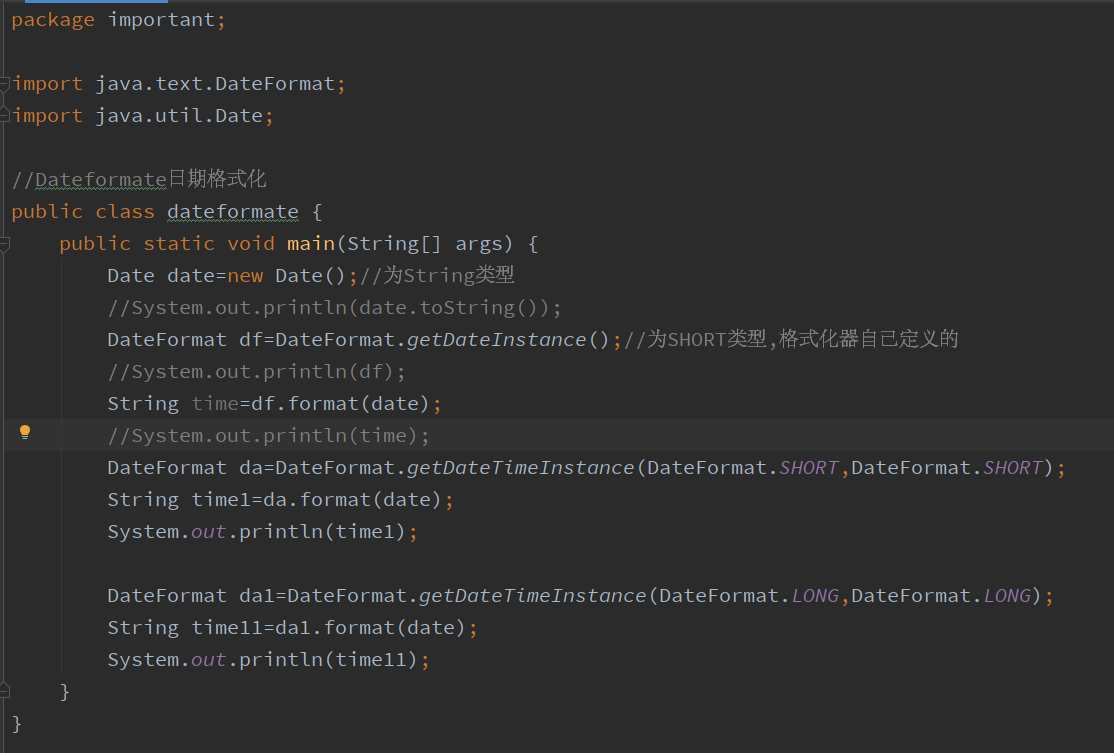 package important;
import java.text.DateFormat;
import java.util.Date;
//Dateformate日期格式化
public class dateformate {
public static void main(String[] args) {
Date date=new Date();//为String类型
//System.out.println(date.toString());
DateFormat df=DateFormat.getDateInstance();//为SHORT类型,格式化器自己定义的
//System.out.println(df);
String time=df.format(date);
//System.out.println(time);
DateFormat da=DateFormat.getDateTimeInstance(DateFormat.SHORT,DateFormat.SHORT);
String time1=da.format(date);
System.out.println(time1);
DateFormat da1=DateFormat.getDateTimeInstance(DateFormat.LONG,DateFormat.LONG);
String time11=da1.format(date);
System.out.println(time11);
}
}